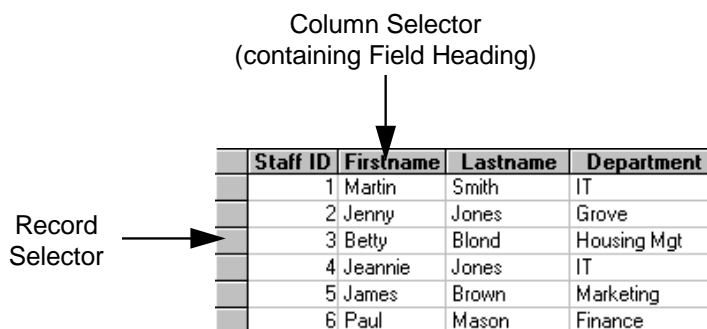 Column Selector
(containing Field Heading)
Staff ID Firstname Lastname Department
1 Martin Smith IT
2 Jenny Jones Grove
Record
Selector
3 Betty Blond Housing Mgt
4 Jeannie Jones IT
5 James Brown Marketing
6 Paul Mason Finance